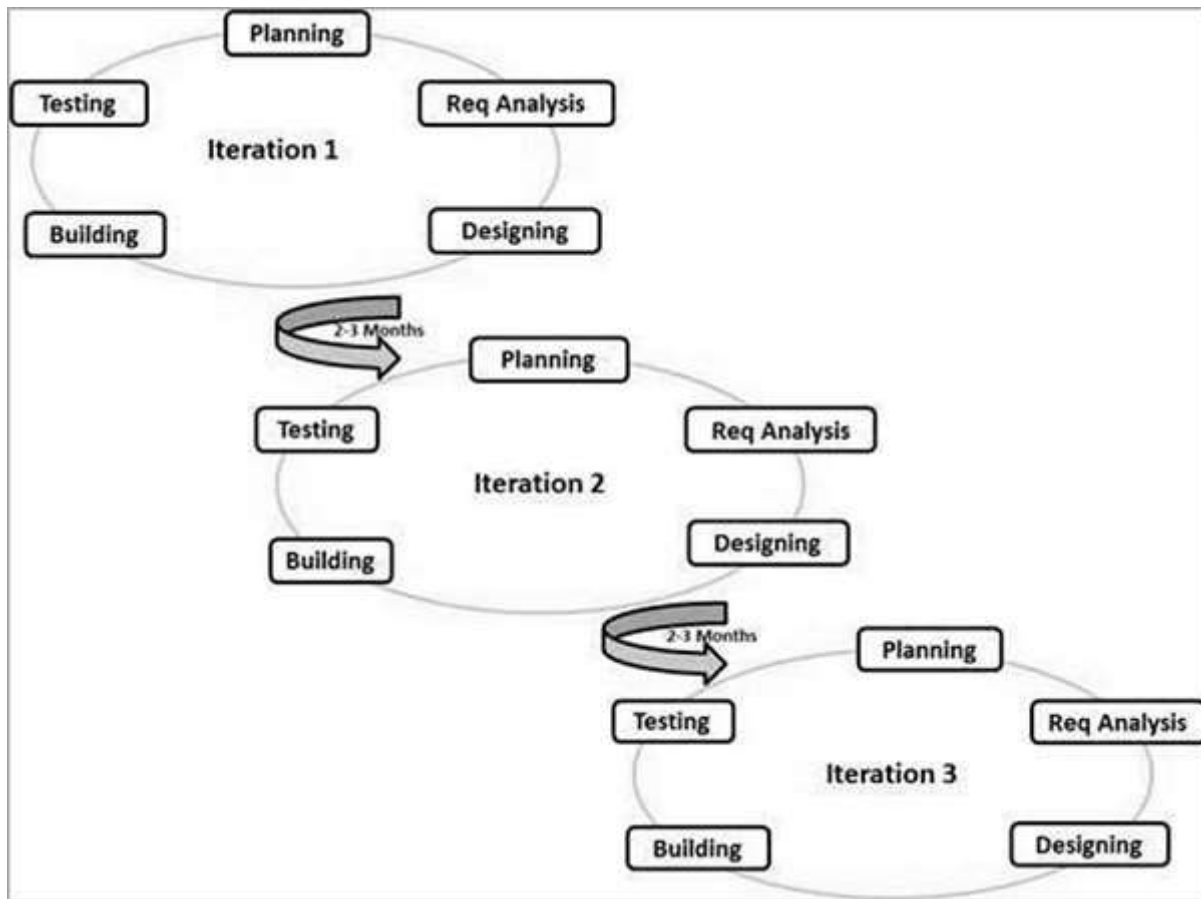 Planning
Testing
Req Analysis
Iteration 1
Building
Designing
2-3 Months
Planning
Testing
Req Analysis
Iteration 2
Building
Designing
2-3 Months
Planning
Testing
Req Analysis
Iteration 3
Building
Designing